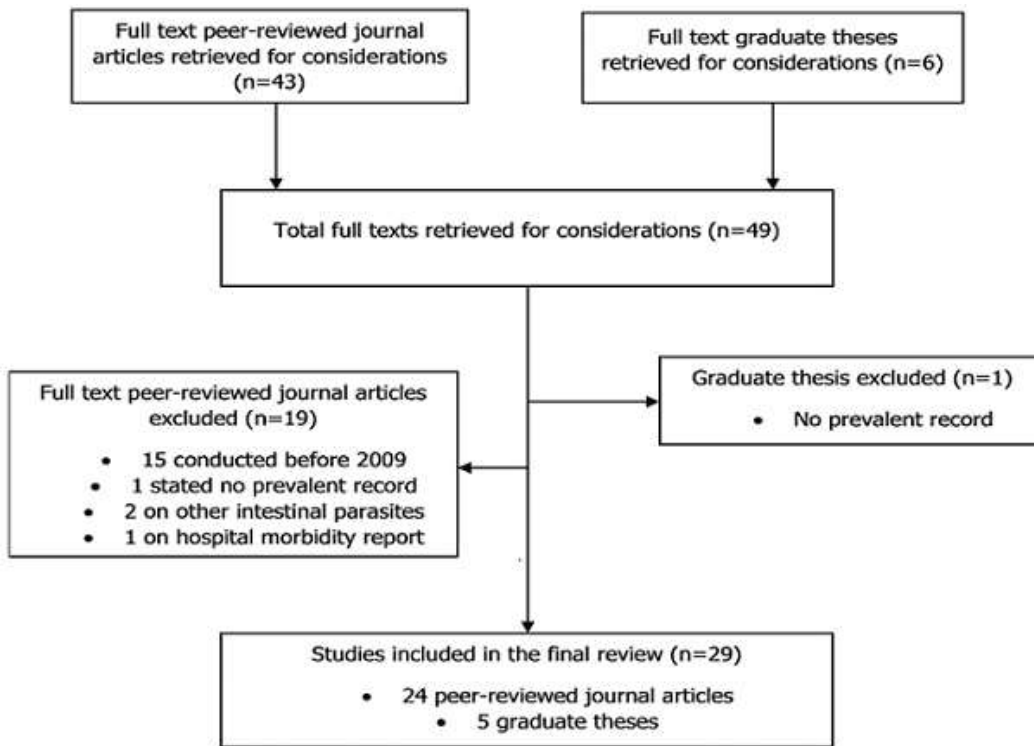 Full text peer-reviewed journal
articles retrieved for considerations
(n=43)
Full text graduate theses
retrieved for considerations (n=6)
Total full texts retrieved for considerations (n=49)
Full text peer-reviewed journal articles
excluded (n=19)
• 15 conducted before 2009
• 1 stated no prevalent record
• 2 on other intestinal parasites
• 1 on hospital morbidity report
Graduate thesis excluded (n=1)
• No prevalent record
Studies included in the final review (n=29)
• 24 peer-reviewed journal articles
• 5 graduate theses